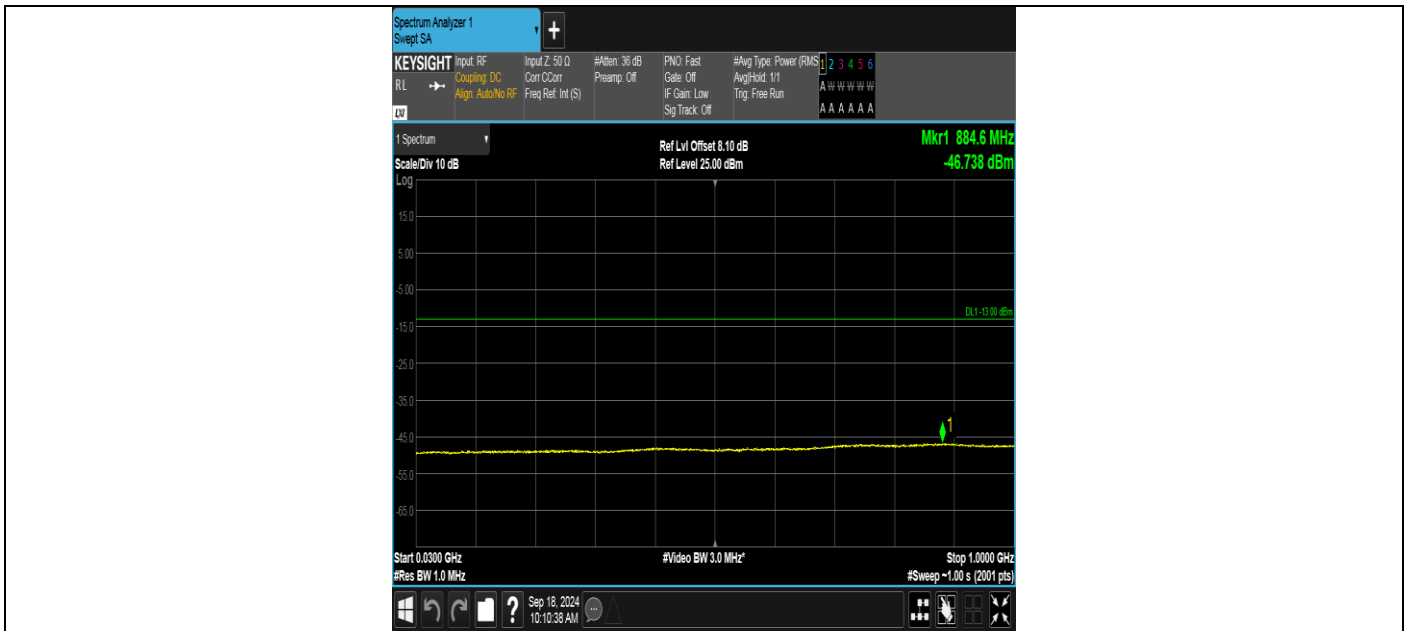 Spectrum Analyzer 1
Swept SA
+
KEYSIGHT
RL
LXI
Input: RF
Coupling: DC
Align: Auto/No RF
Input Z: 50 Ω
Corr CCorr
Freq Ref: Int (S)
#Atten: 36 dB
Preamp: Off
PNO: Fast
Gate: Off
IF Gain: Low
Sig Track: Off
#Avg Type: Power (RMS
Avg|Hold: 1/1
Trig: Free Run
1 2 3 4 5 6
A W W W W W
A A A A A A
1 Spectrum
Scale/Div 10 dB
Log
Ref Lvl Offset 8.10 dB
Ref Level 25.00 dBm
Mkr1 884.6 MHz
-46.738 dBm
15.0
5.00
-5.00
DL1 -13.00 dBm
-15.0
-25.0
-35.0
1
-45.0
-55.0
-65.0
Start 0.0300 GHz
#Res BW 1.0 MHz
#Video BW 3.0 MHz*
Stop 1.0000 GHz
#Sweep ~1.00 s (2001 pts)
?
Sep 18, 2024
10:10:38 AM